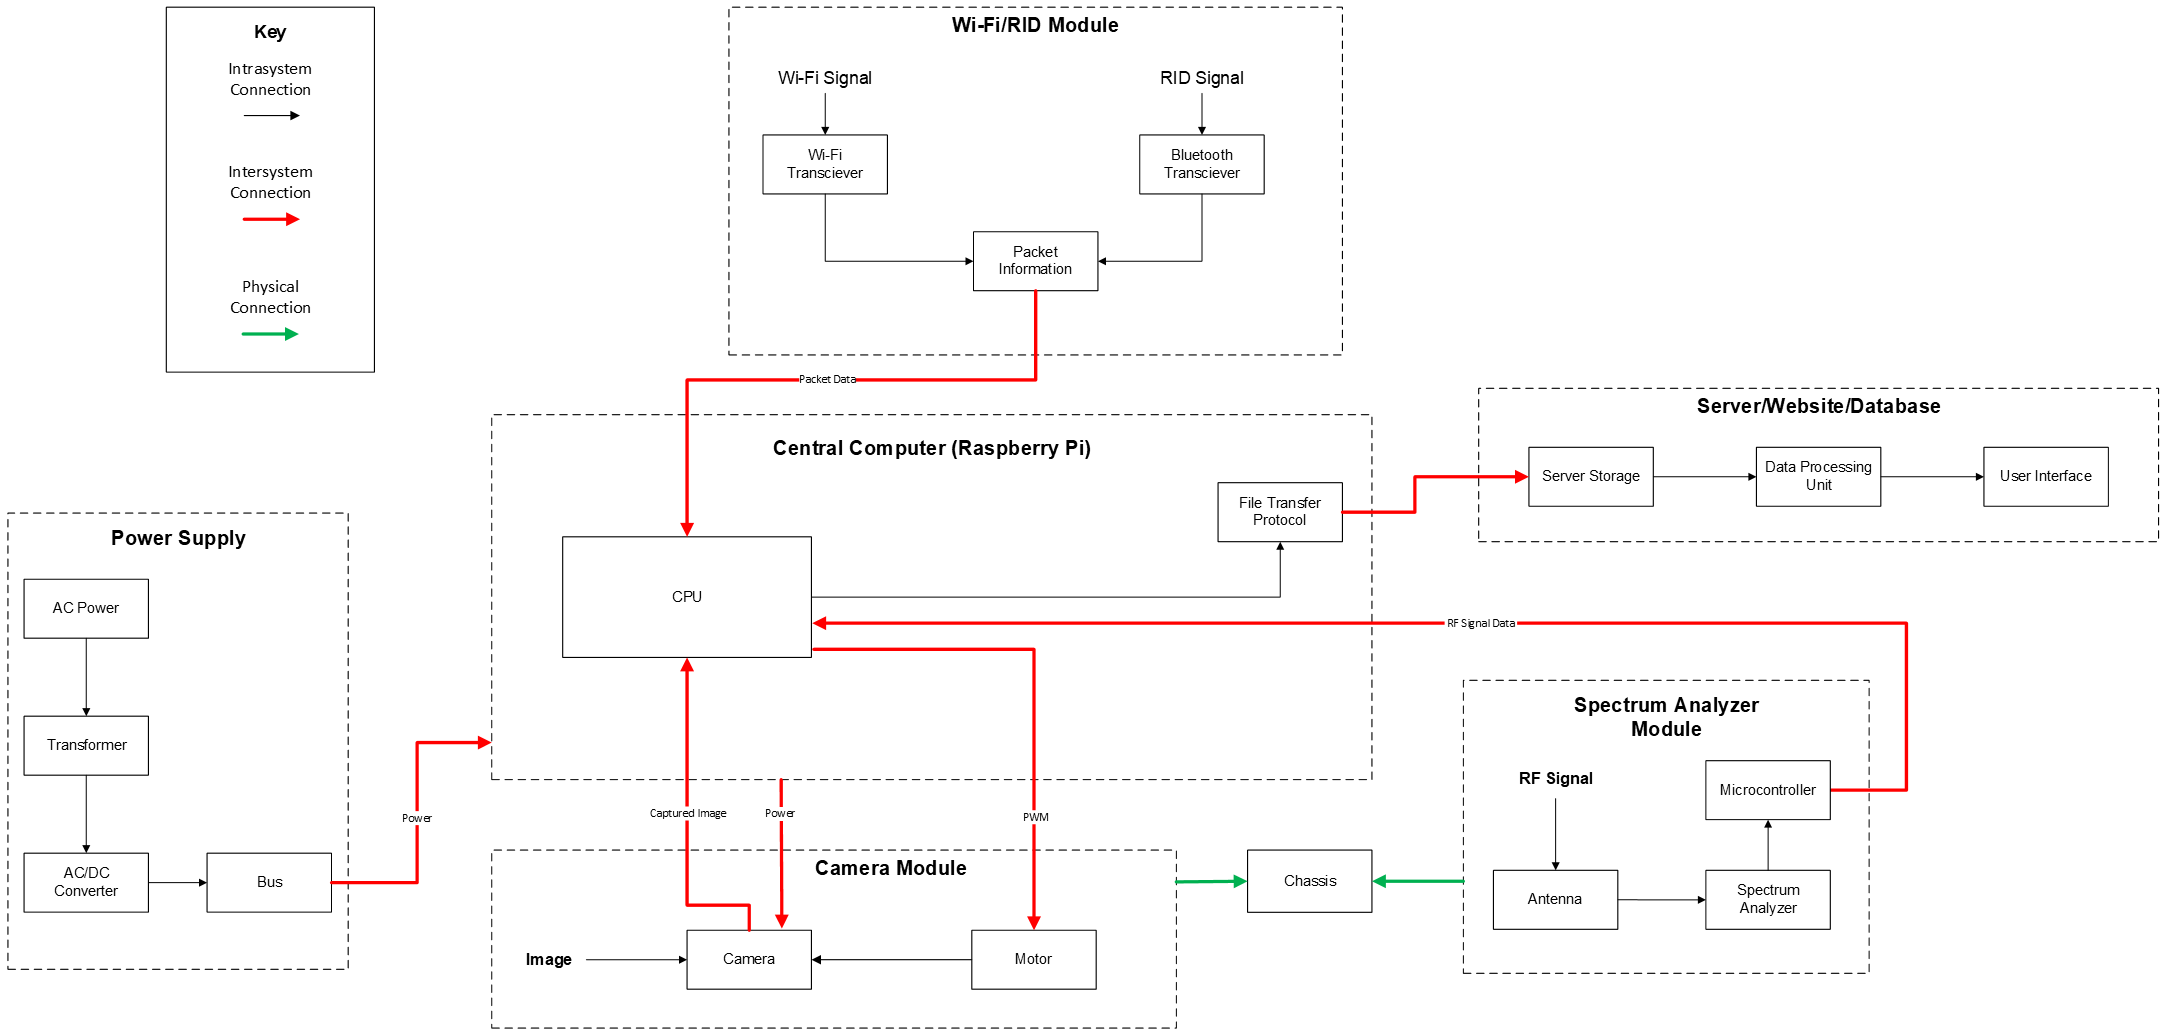 Key
Intrasystem
Connection
Intersystem
Connection
Physical
Connection
Wi-Fi/RID Module
Wi-Fi Signal
RID Signal
Wi-Fi
Transciever
Bluetooth
Transciever
Packet
Information
Packet Data
Central Computer (Raspberry Pi)
File Transfer
Protocol
CPU
Server/Website/Database
Server Storage
Data Processing
Unit
User Interface
RF Signal Data
Power Supply
AC Power
Transformer
AC/DC
Converter
Bus
Power
Captured Image
Power
PWM
Camera Module
Image
Camera
Motor
Chassis
Spectrum Analyzer
Module
RF Signal
Microcontroller
Antenna
Spectrum
Analyzer